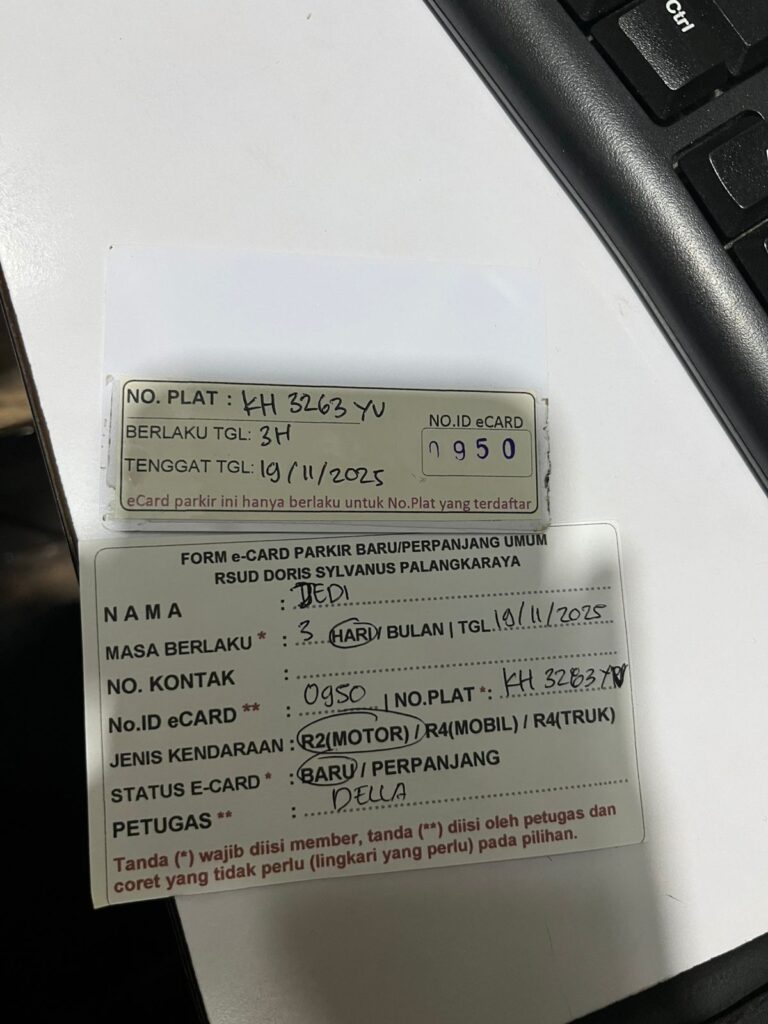 Ctrl
NO. PLAT : KH 3263 YV
BERLAKU TGL: 3H
NO.ID eCARD
0950
TENGGAT TGL: 19/11/2025
eCard parkir ini hanya berlaku untuk No.Plat yang terdaftar
FORM e-CARD PARKIR BARU/PERPANJANG UMUM
RSUD DORIS SYLVANUS PALANGKARAYA
NAMA : DEDI
MASA BERLAKU * : 3 HARI / BULAN | TGL. 19/11/2025
NO. KONTAK :
No.ID eCARD ** : 0950 | NO.PLAT *: KH 3283 YV
JENIS KENDARAAN : R2(MOTOR) / R4(MOBIL) / R4(TRUK)
STATUS E-CARD * : BARU / PERPANJANG
PETUGAS ** : DELLA
Tanda (*) wajib diisi member, tanda (**) diisi oleh petugas dan
coret yang tidak perlu (lingkari yang perlu) pada pilihan.